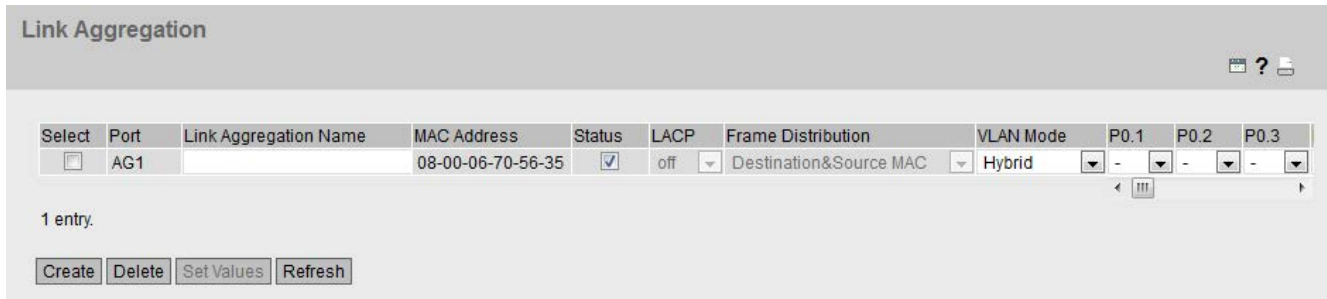 Link Aggregation
?
Select Port Link Aggregation Name MAC Address Status LACP Frame Distribution VLAN Mode P0.1 P0.2 P0.3
AG1 08-00-06-70-56-35 off Destination&Source MAC Hybrid - - -
1 entry.
Create Delete Set Values Refresh